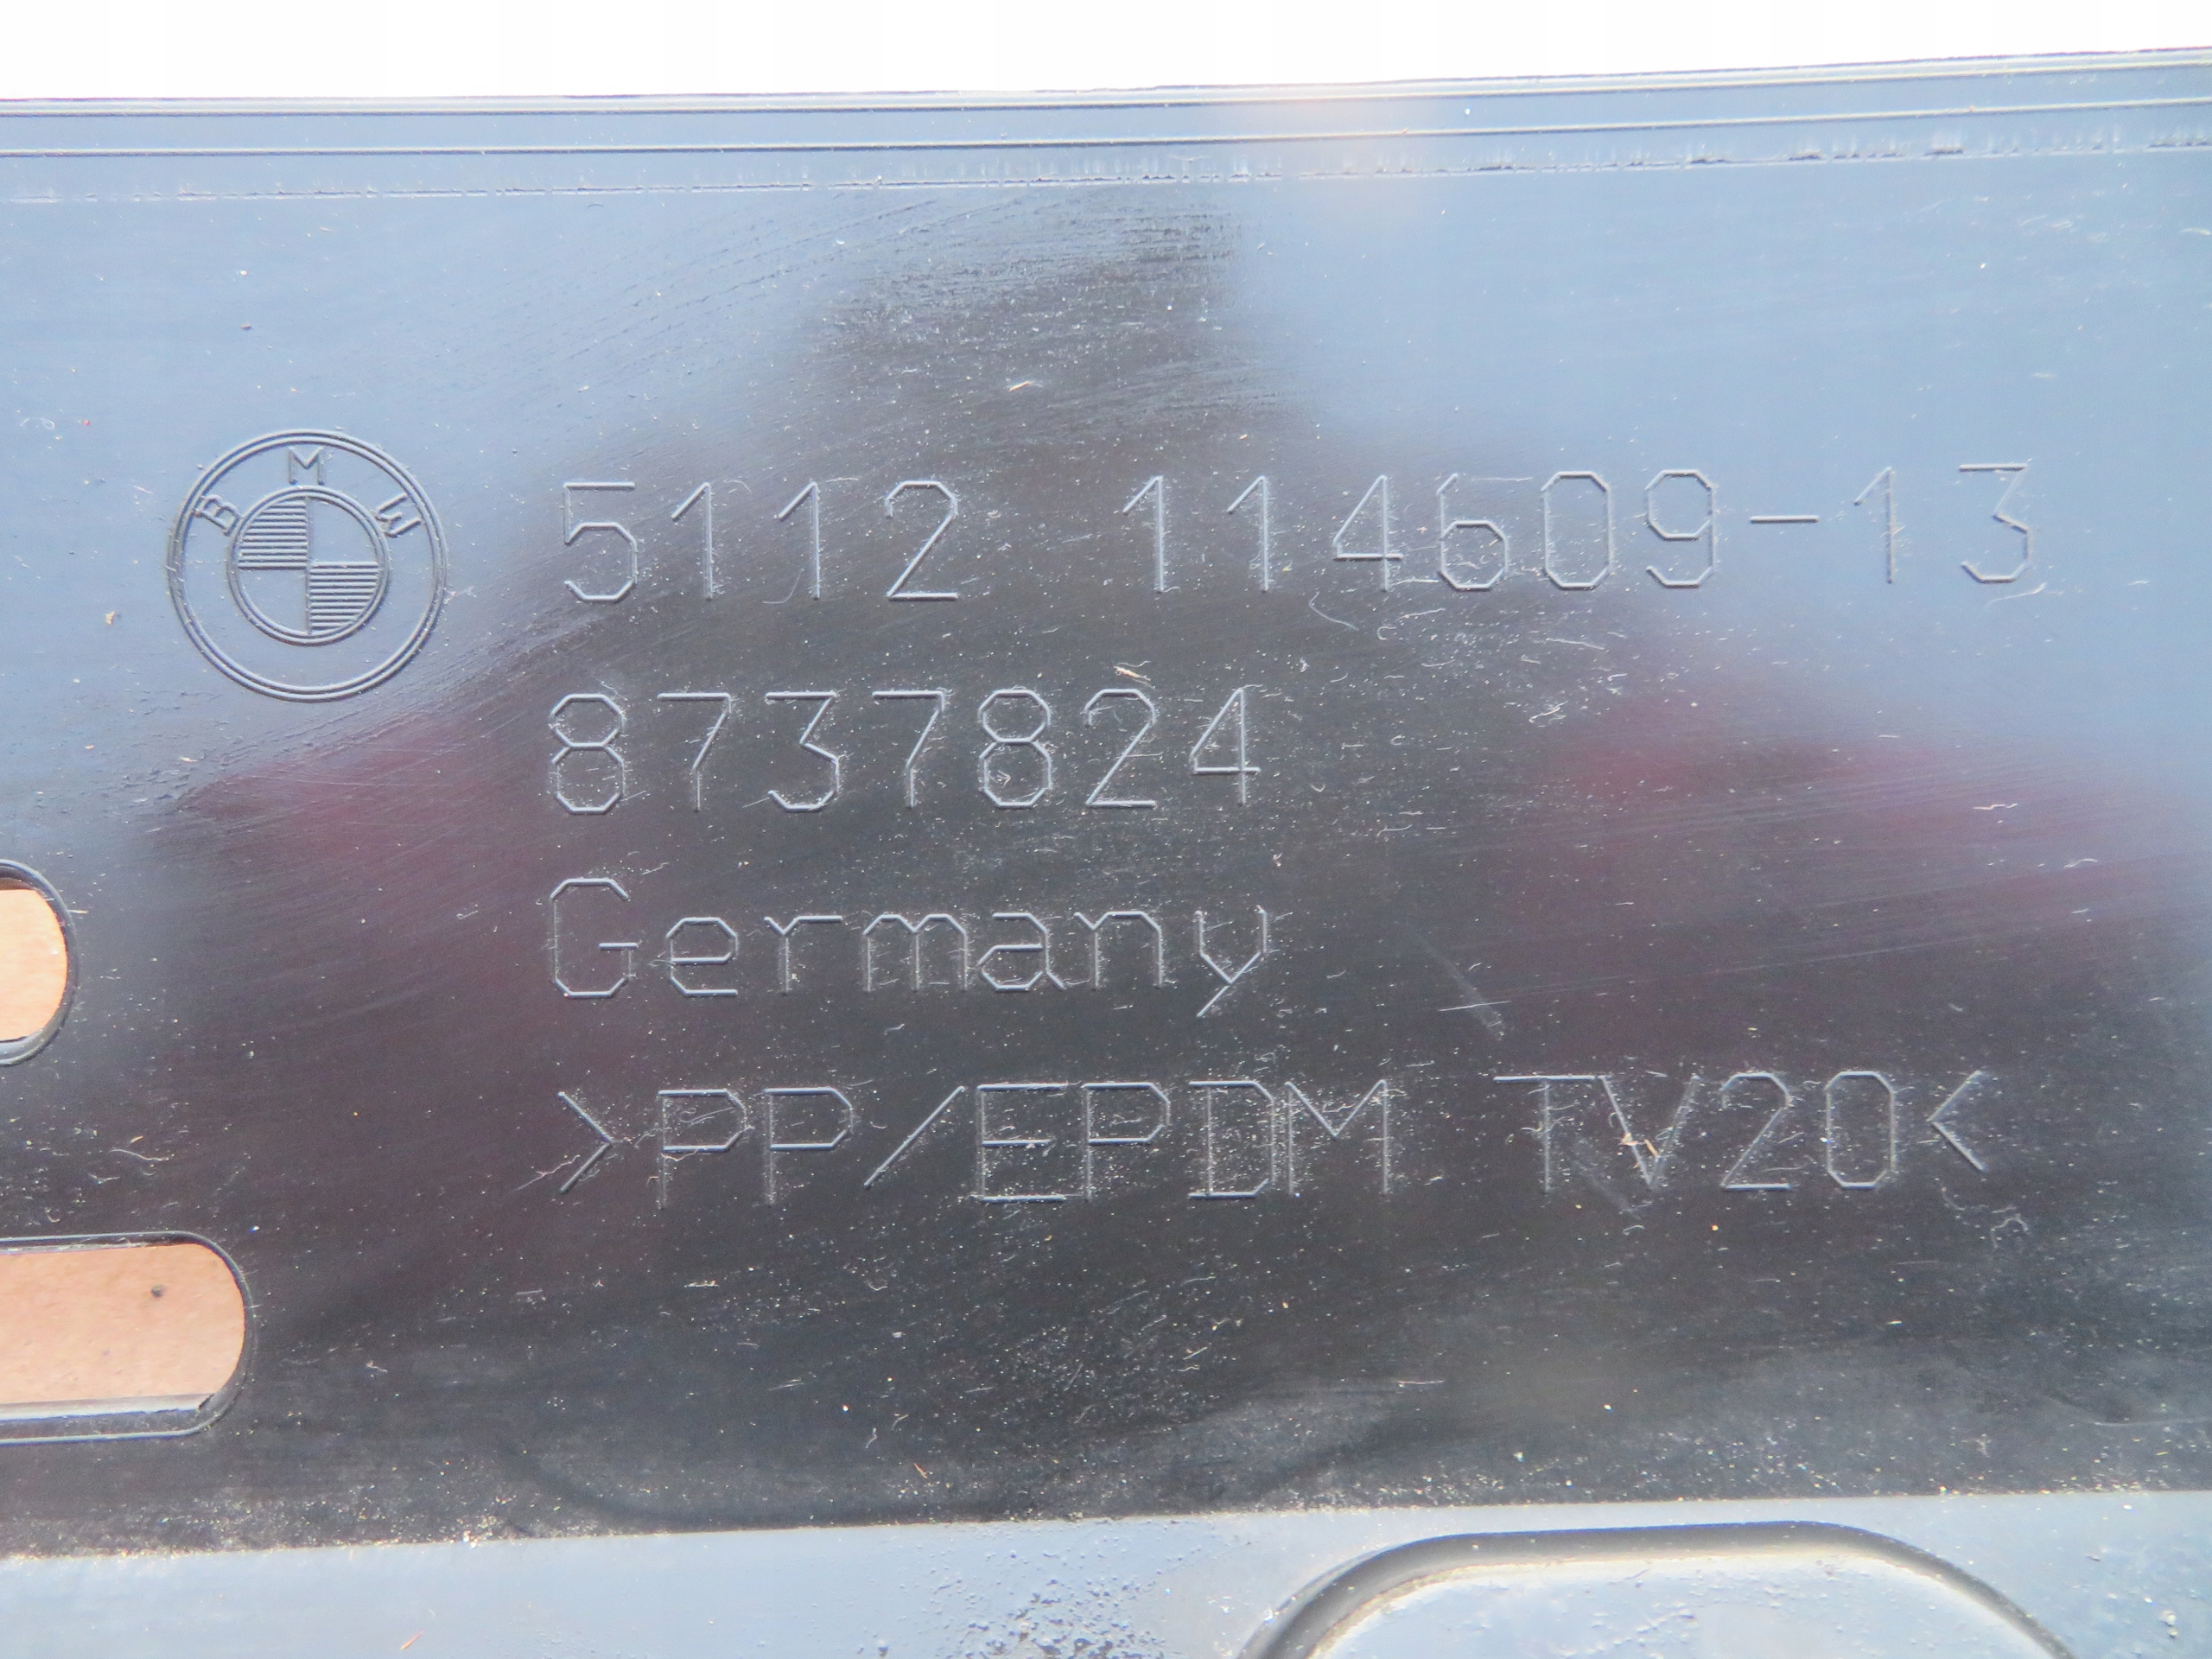 BMW 5112 114609-13
8737824
Germany
>PP/EPDM TV20<